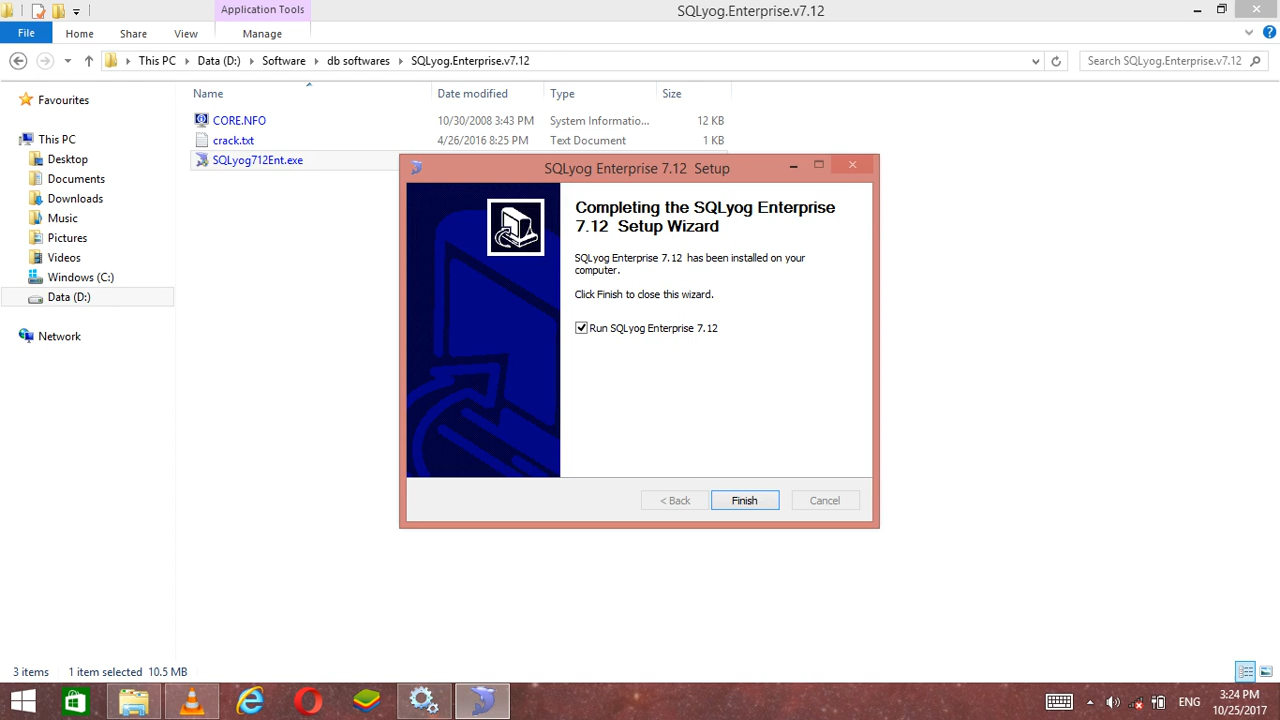 Application Tools
SQLyog.Enterprise.v7.12
File Home Share View Manage
This PC Data (D:) Software db softwares SQLyog.Enterprise.v7.12
Search SQLyog.Enterprise.v7.12
Name Date modified Type Size
Favourites
This PC
Desktop
Documents
Downloads
Music
Pictures
Videos
Windows (C:)
Data (D:)
Network
CORE.NFO 10/30/2008 3:43 PM System Informatio... 12 KB
crack.txt 4/26/2016 8:25 PM Text Document 1 KB
SQLyog712Ent.exe
SQLyog Enterprise 7.12 Setup
Completing the SQLyog Enterprise
7.12 Setup Wizard
SQLyog Enterprise 7.12 has been installed on your
computer.
Click Finish to close this wizard.
Run SQLyog Enterprise 7.12
< Back Finish Cancel
3 items 1 item selected 10.5 MB
ENG
3:24 PM
10/25/2017